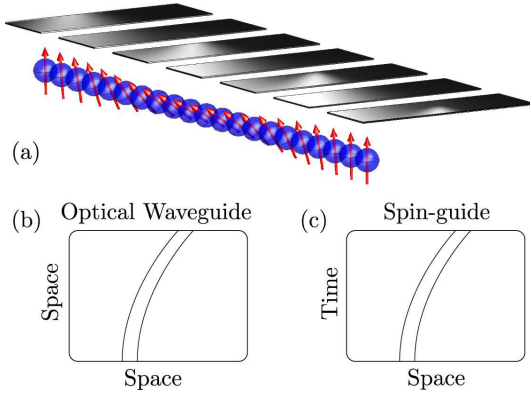 (a)
(b) Optical Waveguide
(c) Spin-guide
Space
Time
Space
Space